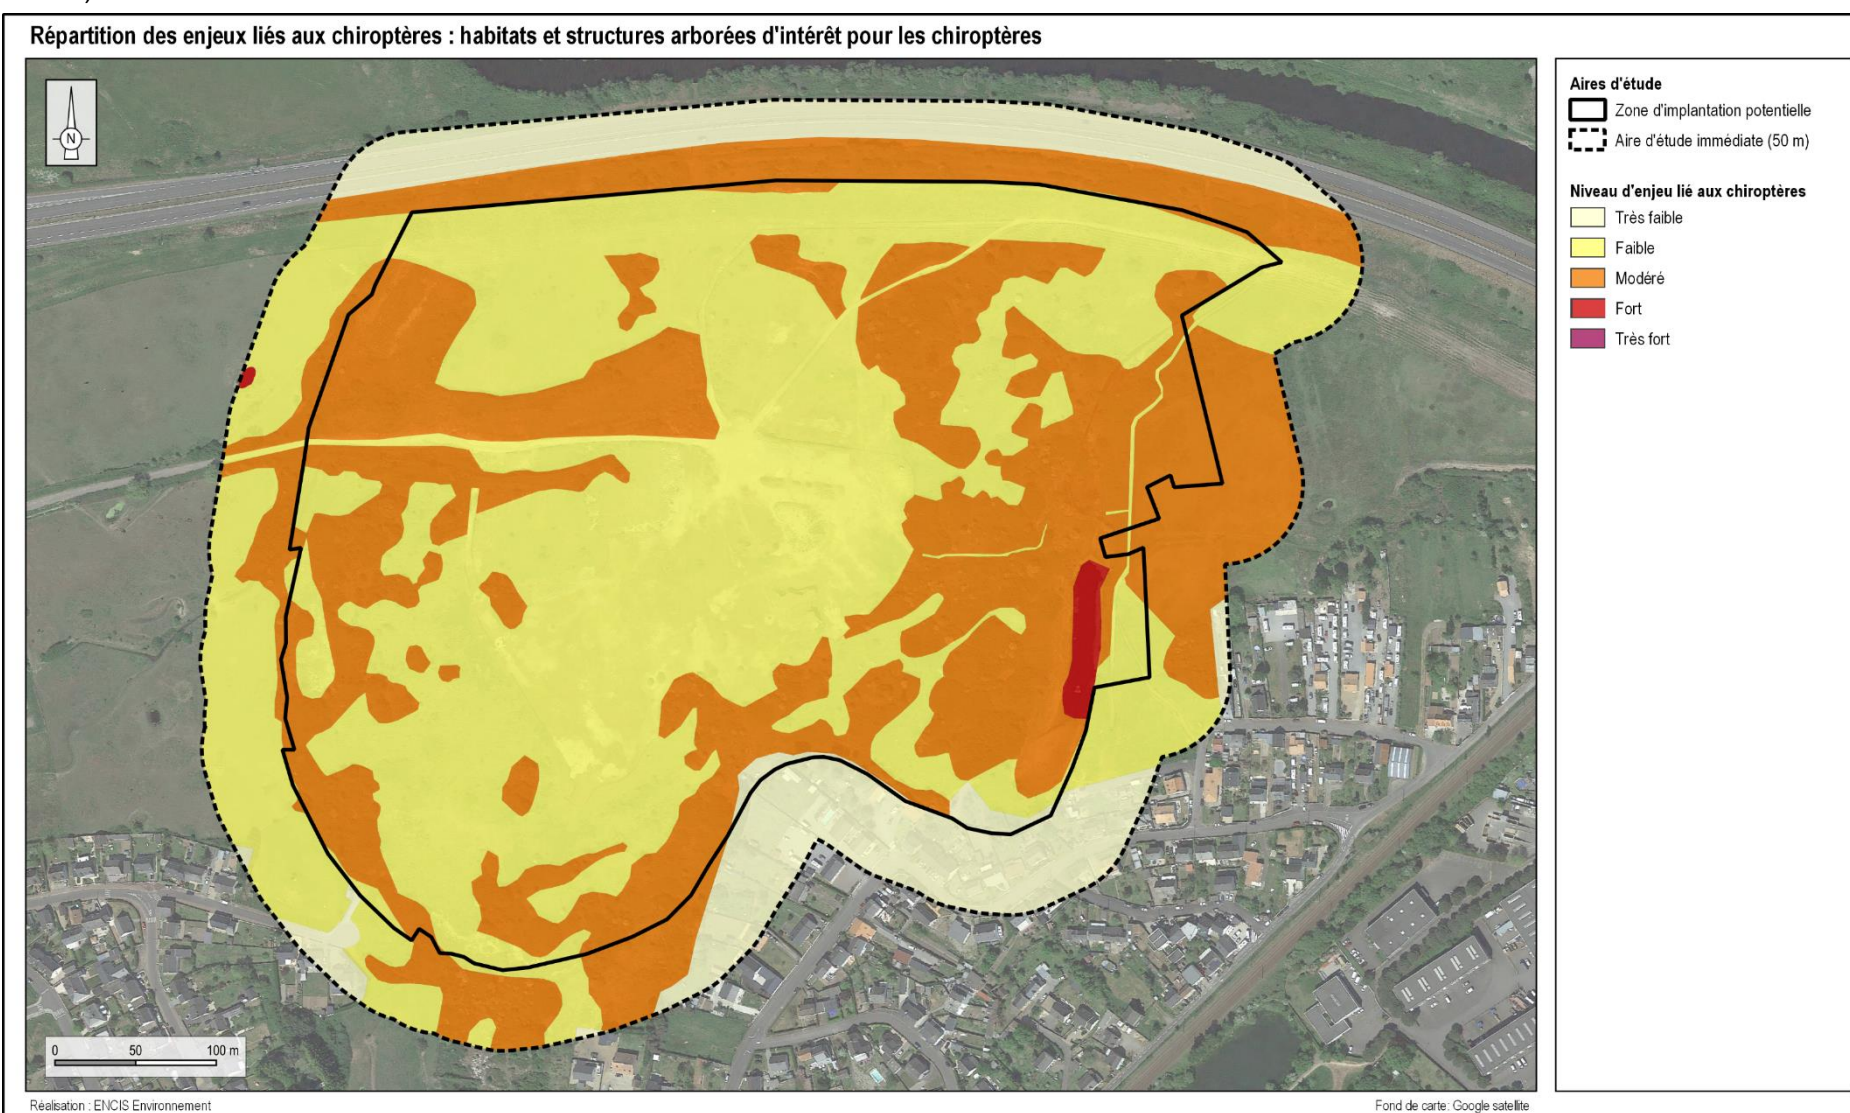 Répartition des enjeux liés aux chiroptères : habitats et structures arborées d'intérêt pour les chiroptères
N
Aires d'étude
Zone d'implantation potentielle
Aire d'étude immédiate (50 m)
Niveau d'enjeu lié aux chiroptères
Très faible
Faible
Modéré
Fort
Très fort
0 50 100 m
Réalisation : ENCIS Environnement
Fond de carte: Google satellite